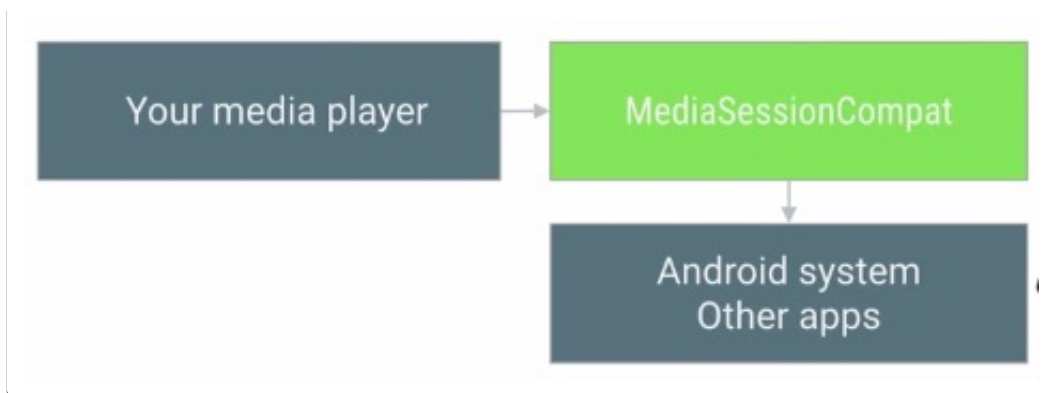 Your media player
MediaSessionCompat
Android system
Other apps